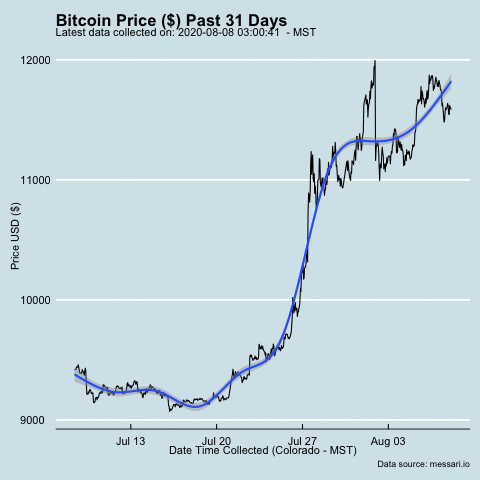 Bitcoin Price ($) Past 31 Days
Latest data collected on: 2020-08-08 03:00:41  - MST
12000
11000
10000
9000
Price USD ($)
Jul 13
Jul 20
Jul 27
Aug 03
Date Time Collected (Colorado - MST)
Data source: messari.io